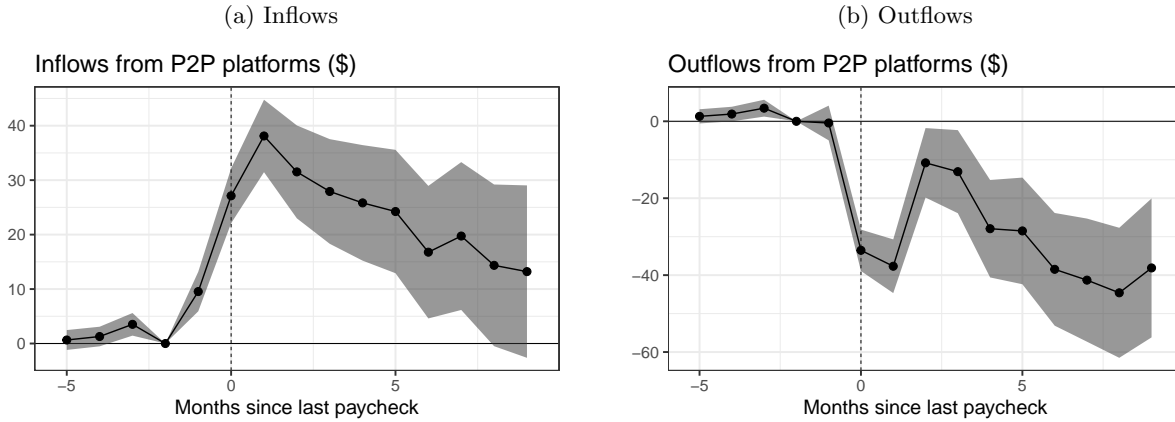 (a) Inflows
Inflows from P2P platforms ($)
40
30
20
10
0
−5
0
5
Months since last paycheck
(b) Outflows
Outflows from P2P platforms ($)
0
−20
−40
−60
−5
0
5
Months since last paycheck